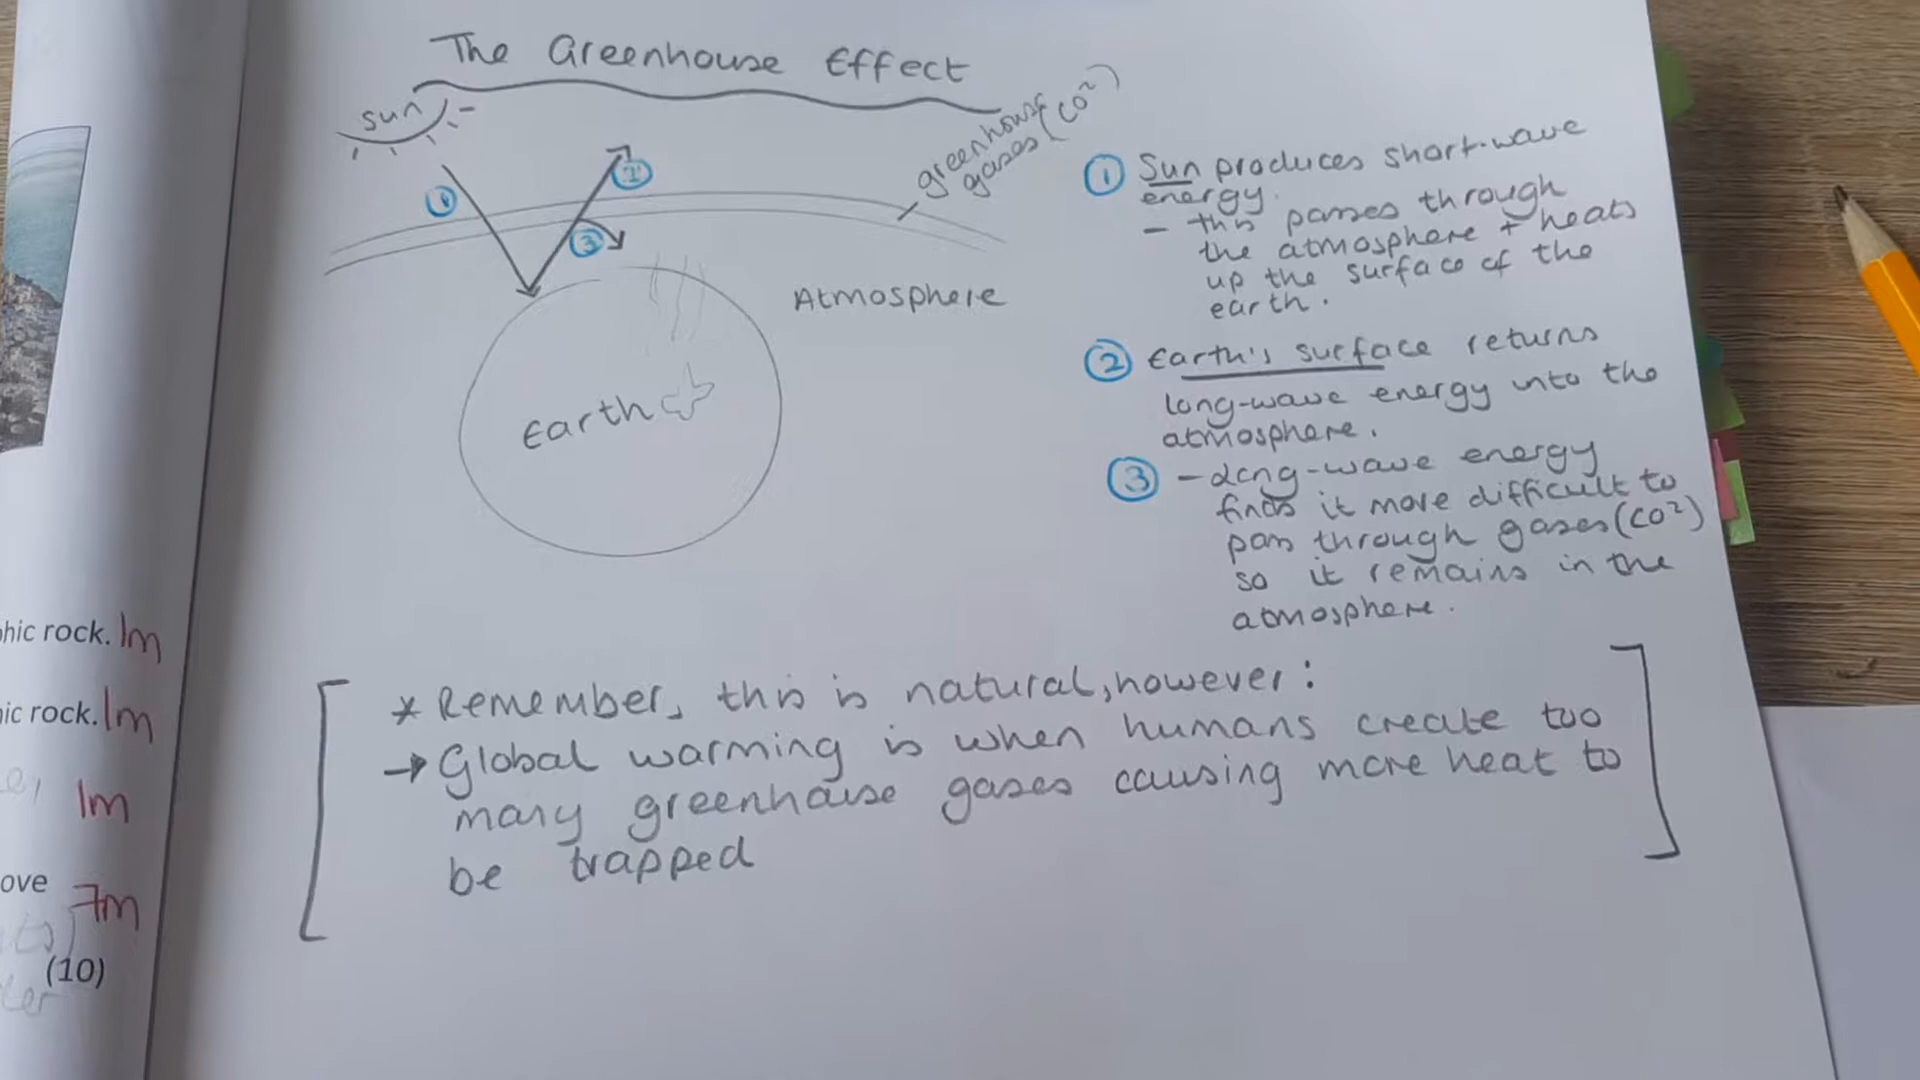 The Greenhouse Effect
sun
greenhouse
gases (CO²)
①
②
③
Atmosphere
Earth
① Sun produces short-wave
energy.
- this passes through
the atmosphere + heats
up the surface of the
earth.
② Earth's surface returns
long-wave energy into the
atmosphere.
③ - Long-wave energy
finds it more difficult to
pass through gases (CO²)
so it remains in the
atmosphere.
* Remember, this is natural, however:
→ Global warming is when humans create too
many greenhouse gases causing more heat to
be trapped
hic rock. 1m
ic rock. 1m
1m
ove 7m
(10)